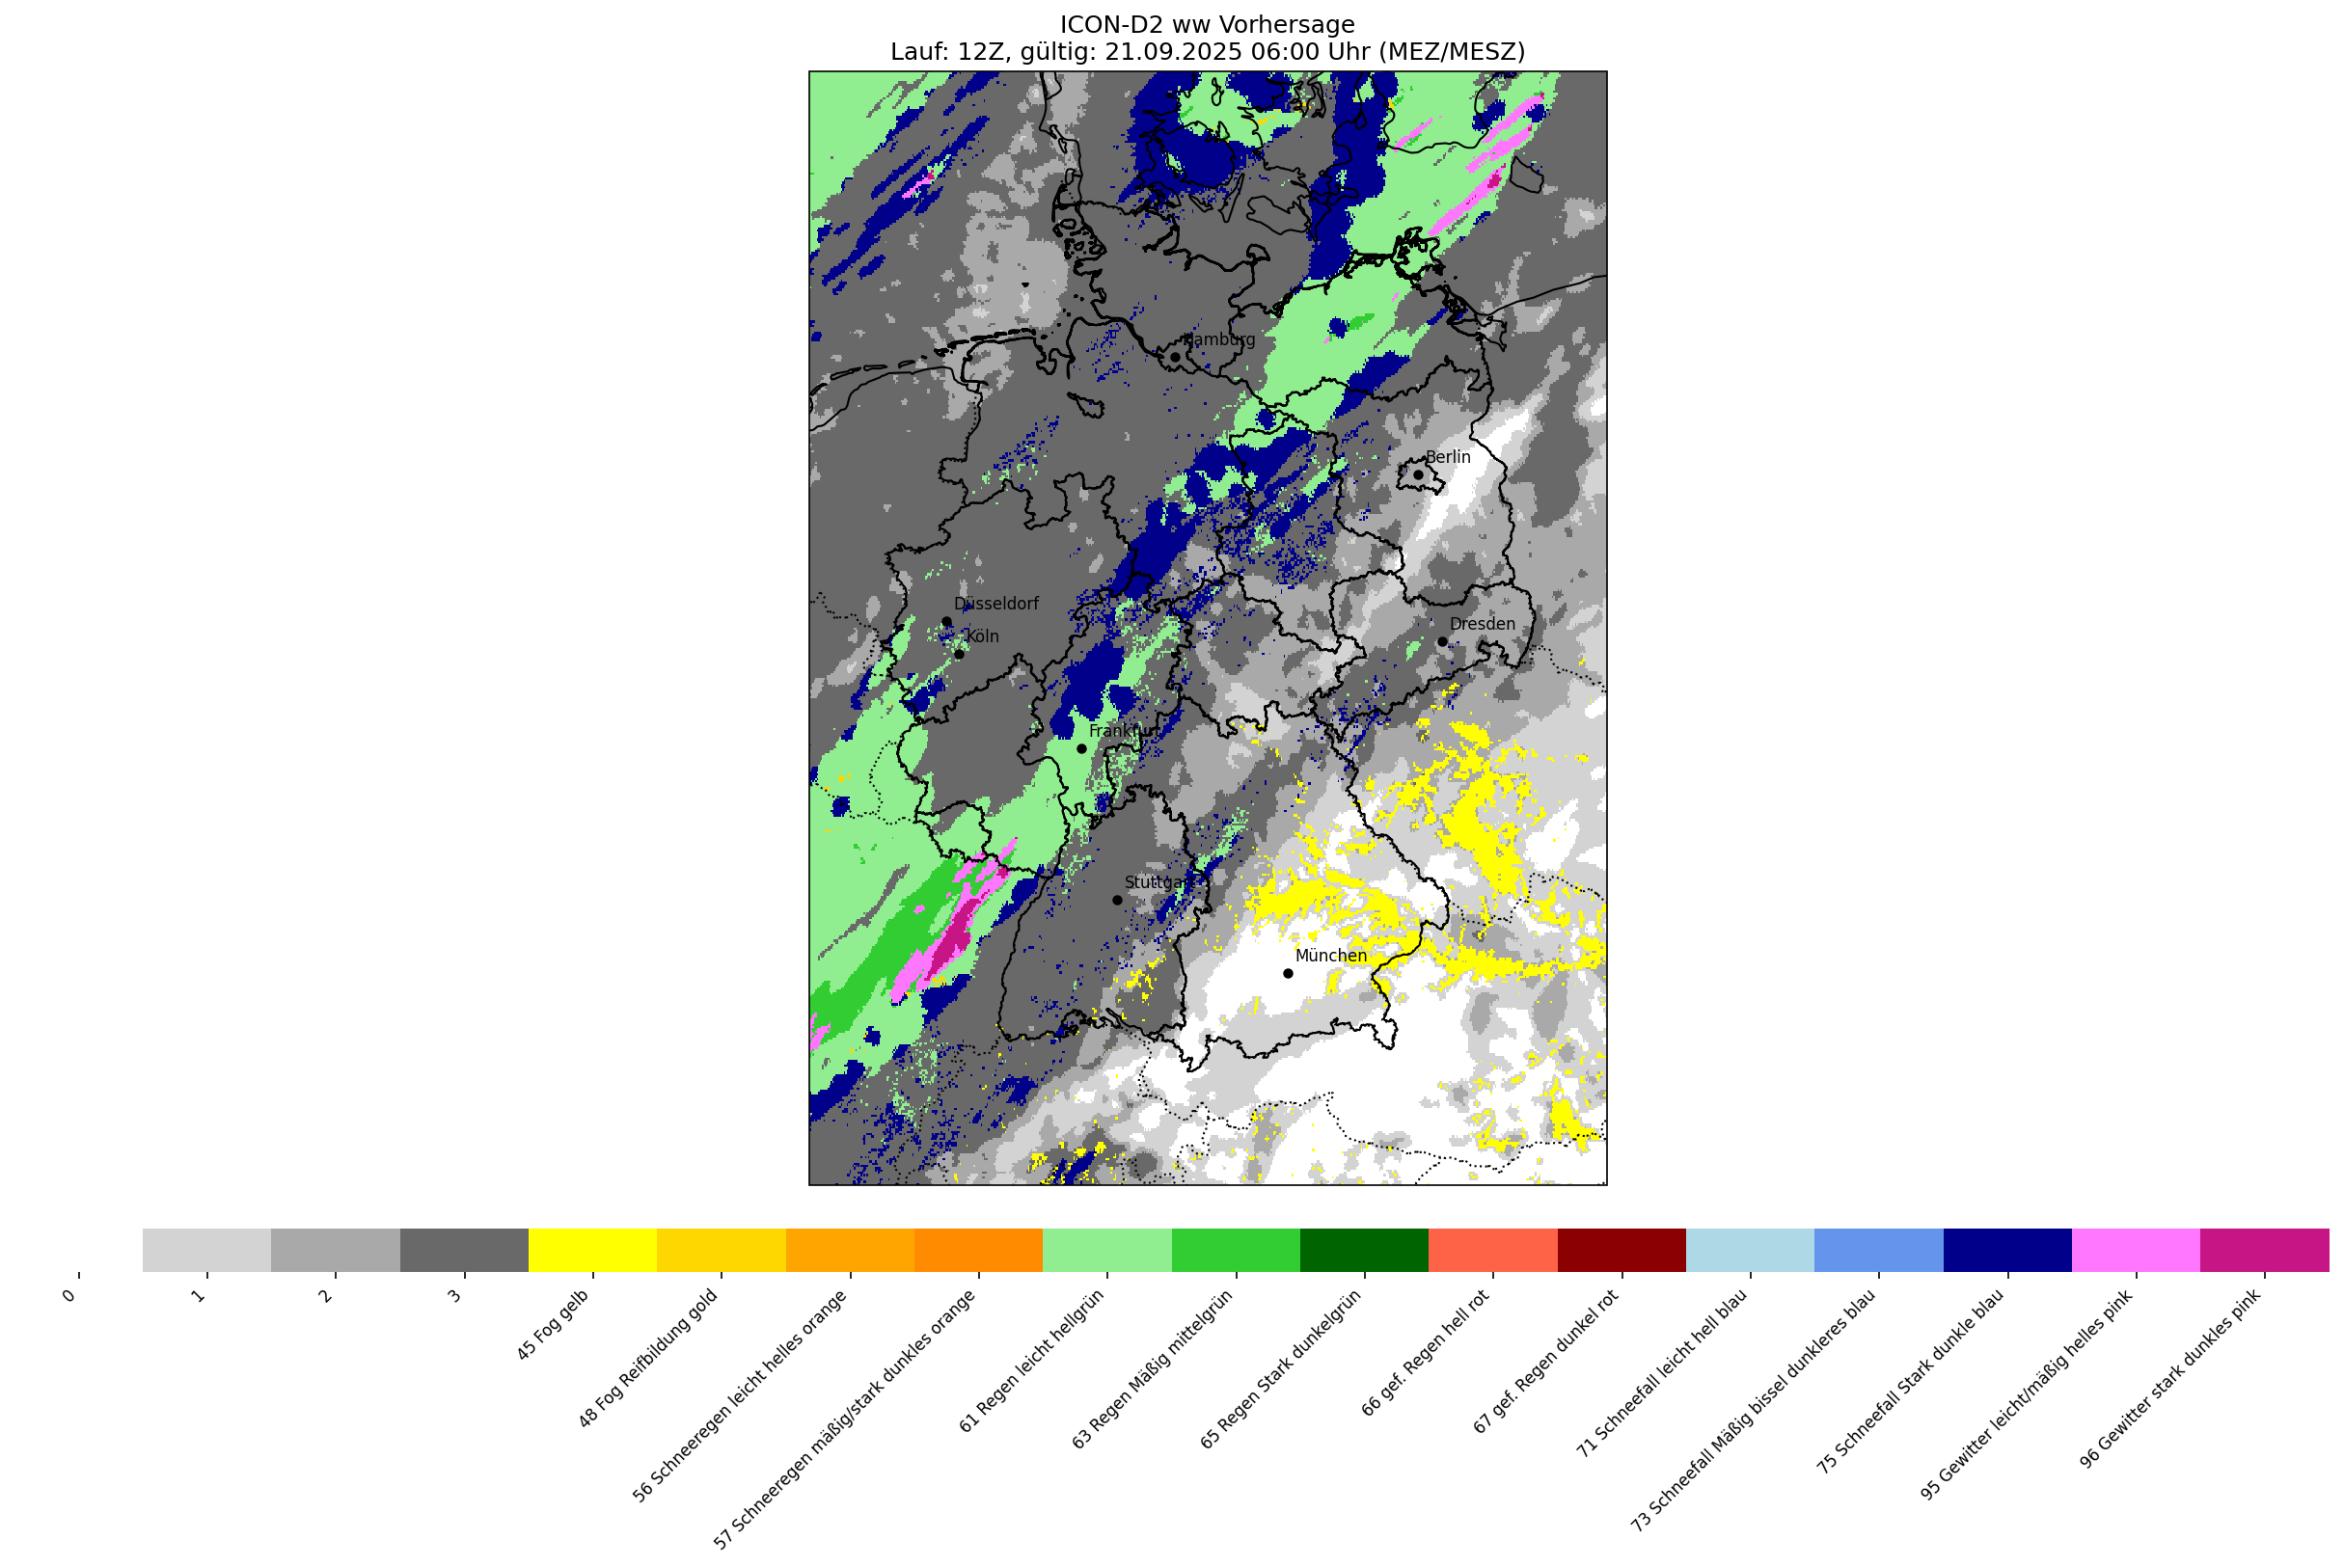 ICON-D2 ww Vorhersage
Lauf: 12Z, gültig: 21.09.2025 06:00 Uhr (MEZ/MESZ)
Hamburg
Berlin
Düsseldorf
Köln
Dresden
Frankfurt
Stuttgart
München
0
1
2
3
45 Fog gelb
48 Fog Reifbildung gold
56 Schneeregen leicht helles orange
57 Schneeregen mäßig/stark dunkles orange
61 Regen leicht hellgrün
63 Regen Mäßig mittelgrün
65 Regen Stark dunkelgrün
66 gef. Regen hell rot
67 gef. Regen dunkel rot
71 Schneefall leicht hell blau
73 Schneefall Mäßig bissel dunkleres blau
75 Schneefall Stark dunkle blau
95 Gewitter leicht/mäßig helles pink
96 Gewitter stark dunkles pink